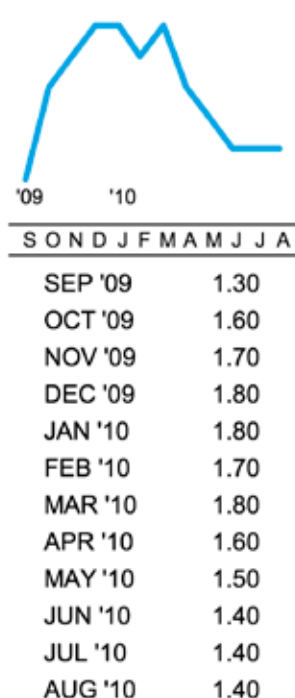 '09 '10
S O N D J F M A M J J A
SEP '09 1.30
OCT '09 1.60
NOV '09 1.70
DEC '09 1.80
JAN '10 1.80
FEB '10 1.70
MAR '10 1.80
APR '10 1.60
MAY '10 1.50
JUN '10 1.40
JUL '10 1.40
AUG '10 1.40